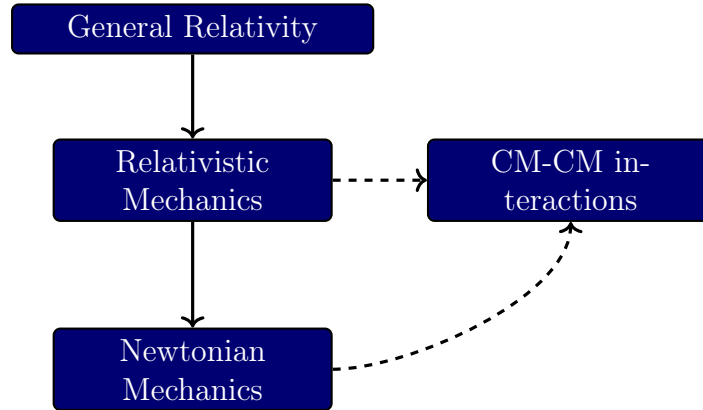 General Relativity
Relativistic
Mechanics
CM-CM in-
teractions
Newtonian
Mechanics